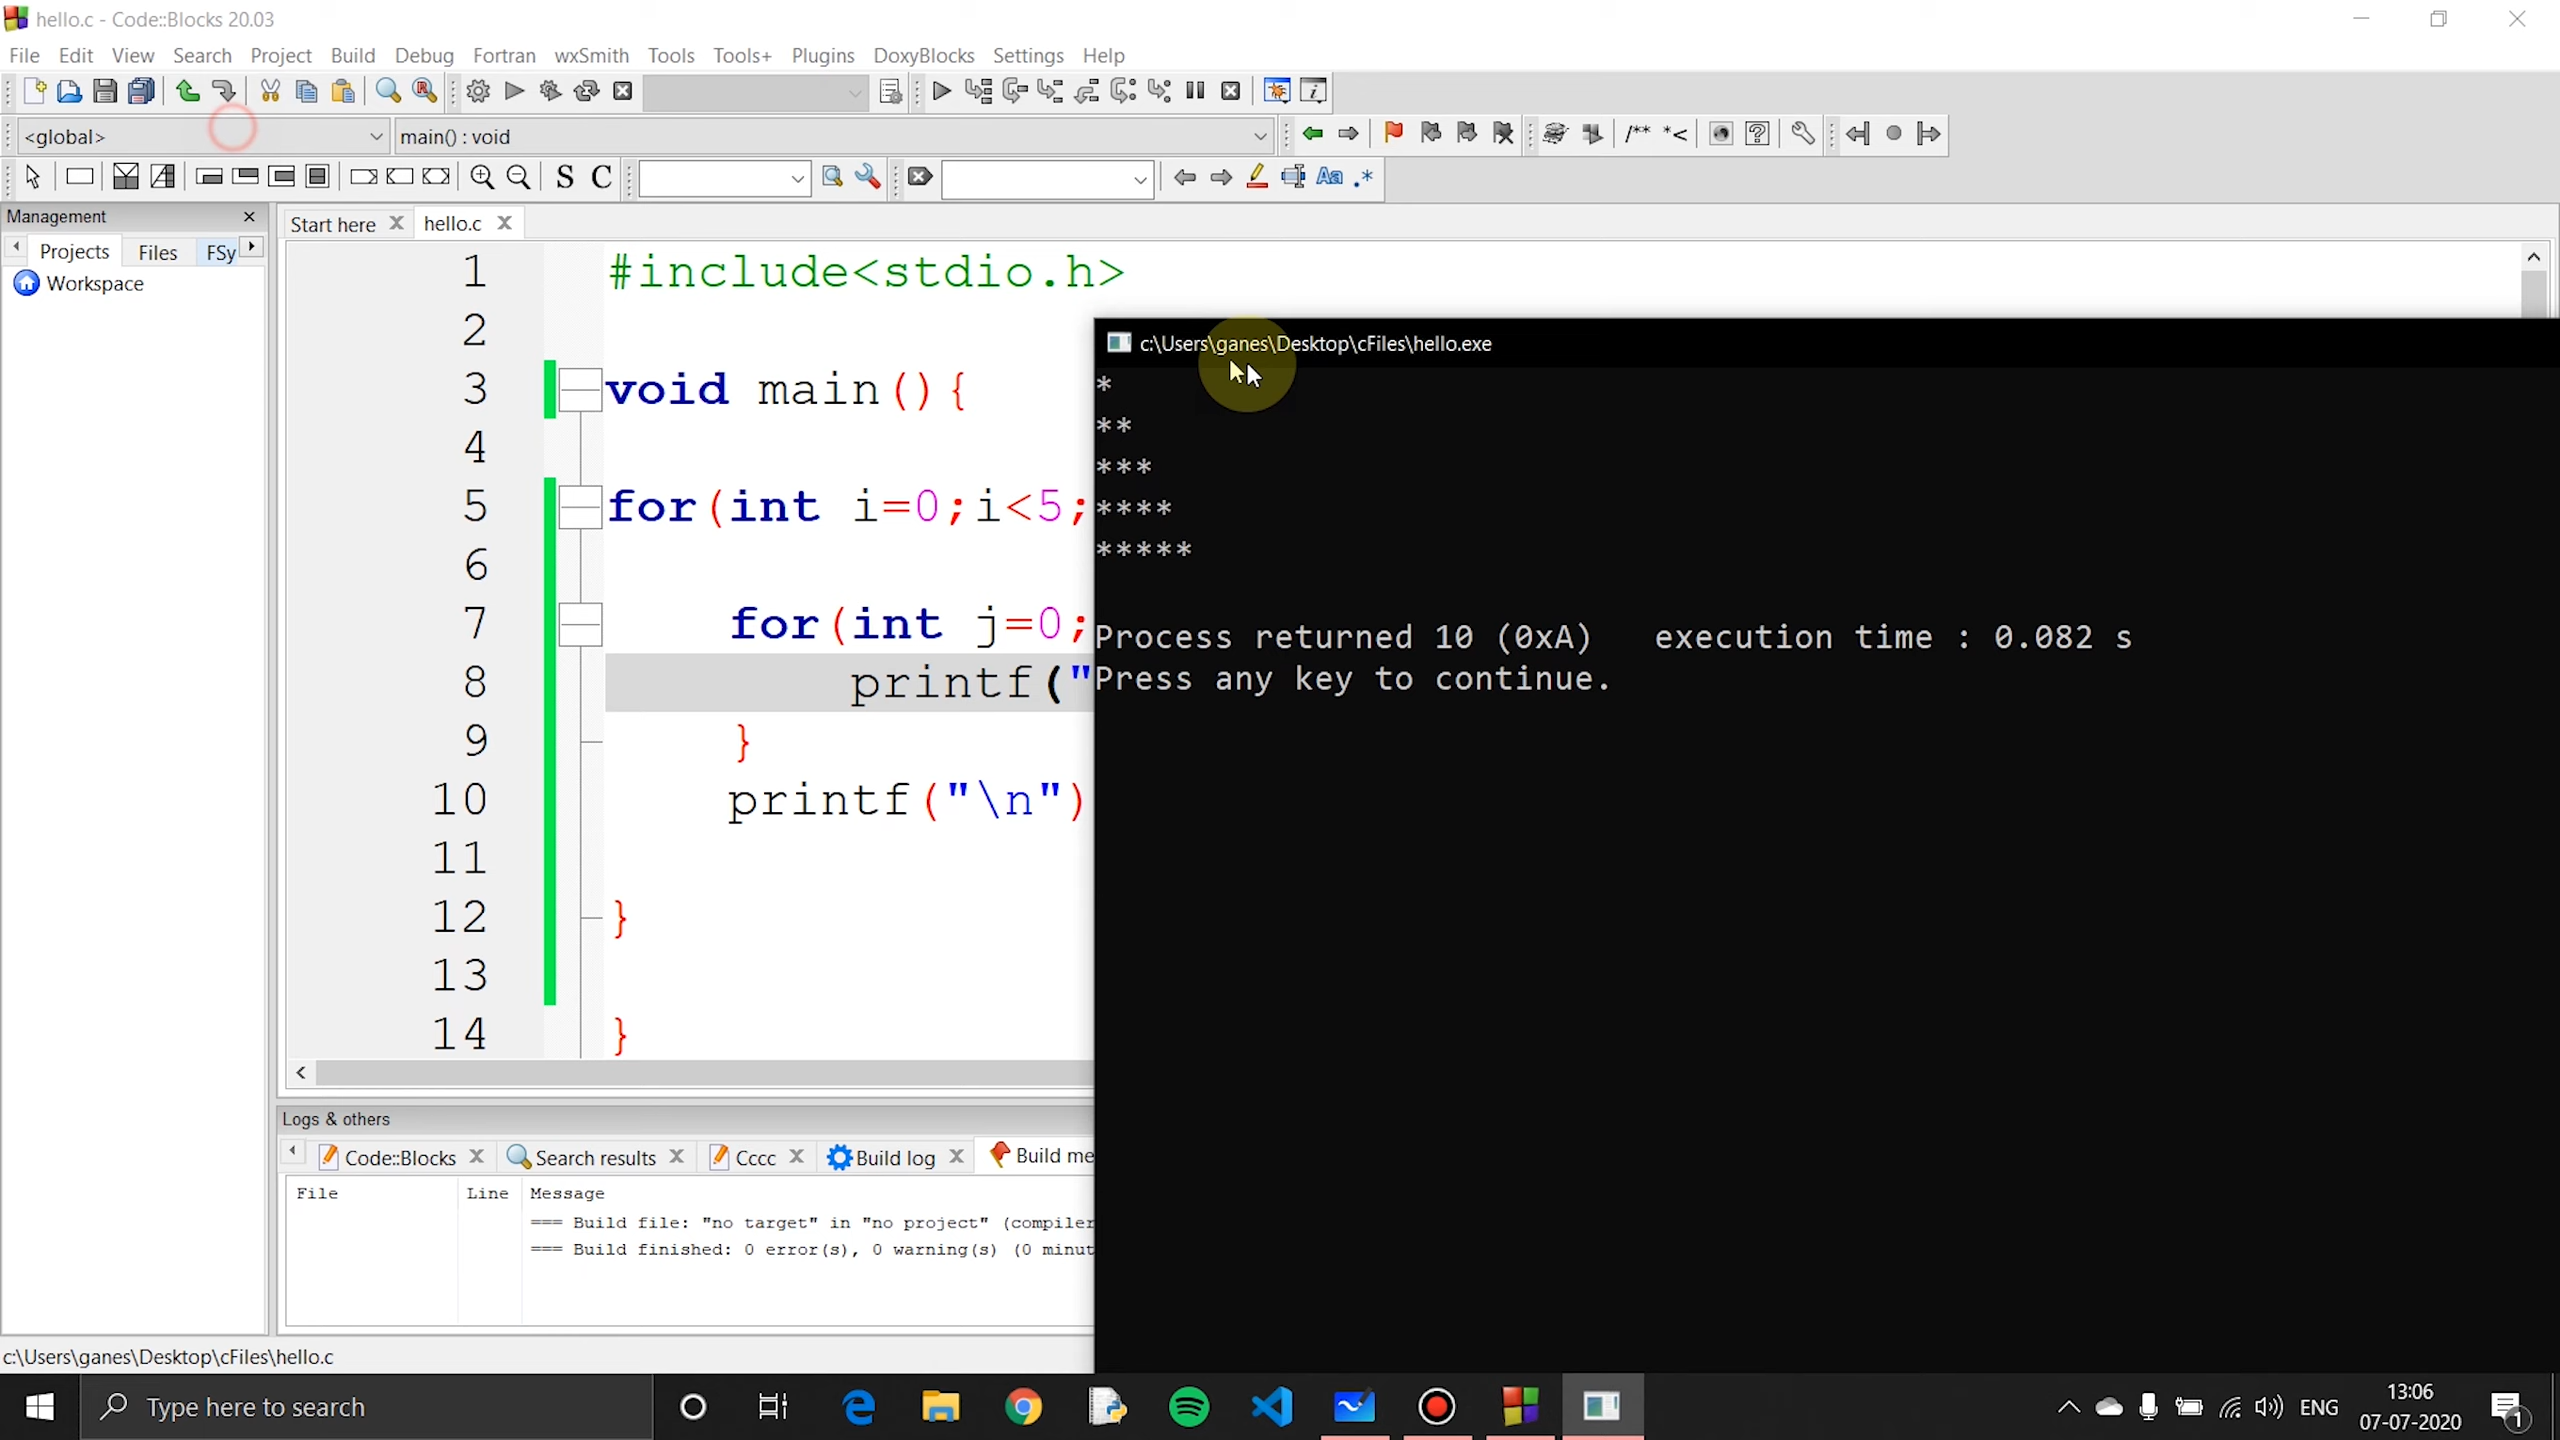 hello.c - Code::Blocks 20.03
File Edit View Search Project Build Debug Fortran wxSmith Tools Tools+ Plugins DoxyBlocks Settings Help
<global> main() : void
/** *<
S C Aa .*
Management
Projects Files FSy
Workspace
Start here hello.c
1 #include<stdio.h>
2
3 void main(){
4
5 for(int i=0;i<5;
6
7 for(int j=0;
8 printf("
9 }
10 printf("\n")
11
12 }
13
14 }
c:\Users\ganes\Desktop\cFiles\hello.exe
*
**
***
****
*****
Process returned 10 (0xA) execution time : 0.082 s
Press any key to continue.
Logs & others
Code::Blocks Search results Cccc Build log Build me
File Line Message
=== Build file: "no target" in "no project" (compiler
=== Build finished: 0 error(s), 0 warning(s) (0 minut
c:\Users\ganes\Desktop\cFiles\hello.c
Type here to search
ENG
13:06
07-07-2020
1